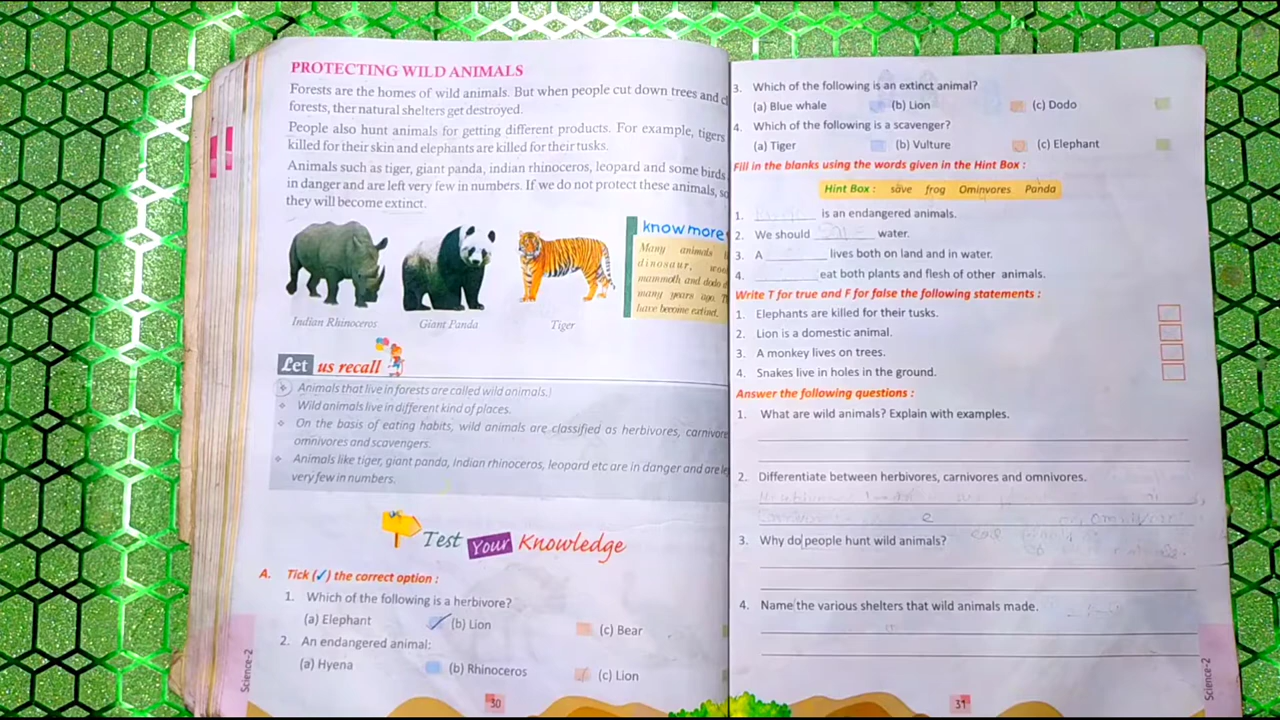 PROTECTING WILD ANIMALS
Forests are the homes of wild animals. But when people cut down trees and
forests, ther natural shelters get destroyed.
People also hunt animals for getting different products. For example, tigers
killed for their skin and elephants are killed for their tusks.
Animals such as tiger, giant panda, indian rhinoceros, leopard and some birds
in danger and are left very few in numbers. If we do not protect these animals,
they will become extinct.
know more
Many animals
dinosaur,
mammoth and dodo
many years ago.
have become extinct.
Indian Rhinoceros Giant Panda Tiger
Let us recall
Animals that live in forests are called wild animals.
Wild animals live in different kind of places.
On the basis of eating habits, wild animals are classified as herbivores, carnivore
omnivores and scavengers.
Animals like tiger, giant panda, Indian rhinoceros, leopard etc are in danger and are
very few in numbers.
Test Your Knowledge
A. Tick (✓) the correct option :
1. Which of the following is a herbivore?
(a) Elephant (b) Lion (c) Bear
2. An endangered animal:
(a) Hyena (b) Rhinoceros (c) Lion
Science-2
30
3. Which of the following is an extinct animal?
(a) Blue whale (b) Lion (c) Dodo
4. Which of the following is a scavenger?
(a) Tiger (b) Vulture (c) Elephant
Fill in the blanks using the words given in the Hint Box :
Hint Box : save frog Ominvores Panda
1. ________ is an endangered animals.
2. We should save water.
3. A ________ lives both on land and in water.
4. ________ eat both plants and flesh of other animals.
Write T for true and F for false the following statements :
1. Elephants are killed for their tusks.
2. Lion is a domestic animal.
3. A monkey lives on trees.
4. Snakes live in holes in the ground.
Answer the following questions :
1. What are wild animals? Explain with examples.
2. Differentiate between herbivores, carnivores and omnivores.
3. Why do people hunt wild animals?
4. Name the various shelters that wild animals made.
31
Science-2